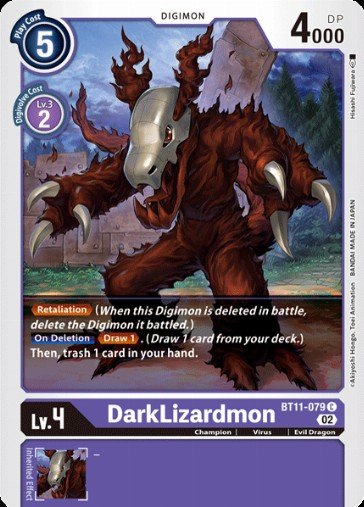 Play Cost
5
DIGIMON
DP
4000
Digivolve Cost
Lv.3
2
Hisashi Fujiwara
©Akiyoshi Hongo, Toei Animation BANDAI MADE IN JAPAN
Retaliation (When this Digimon is deleted in battle,
delete the Digimon it battled.)
On Deletion Draw 1. (Draw 1 card from your deck.)
Then, trash 1 card in your hand.
Lv.4
DarkLizardmon
BT11-079 C
02
Champion Virus Evil Dragon
Inherited Effect
–